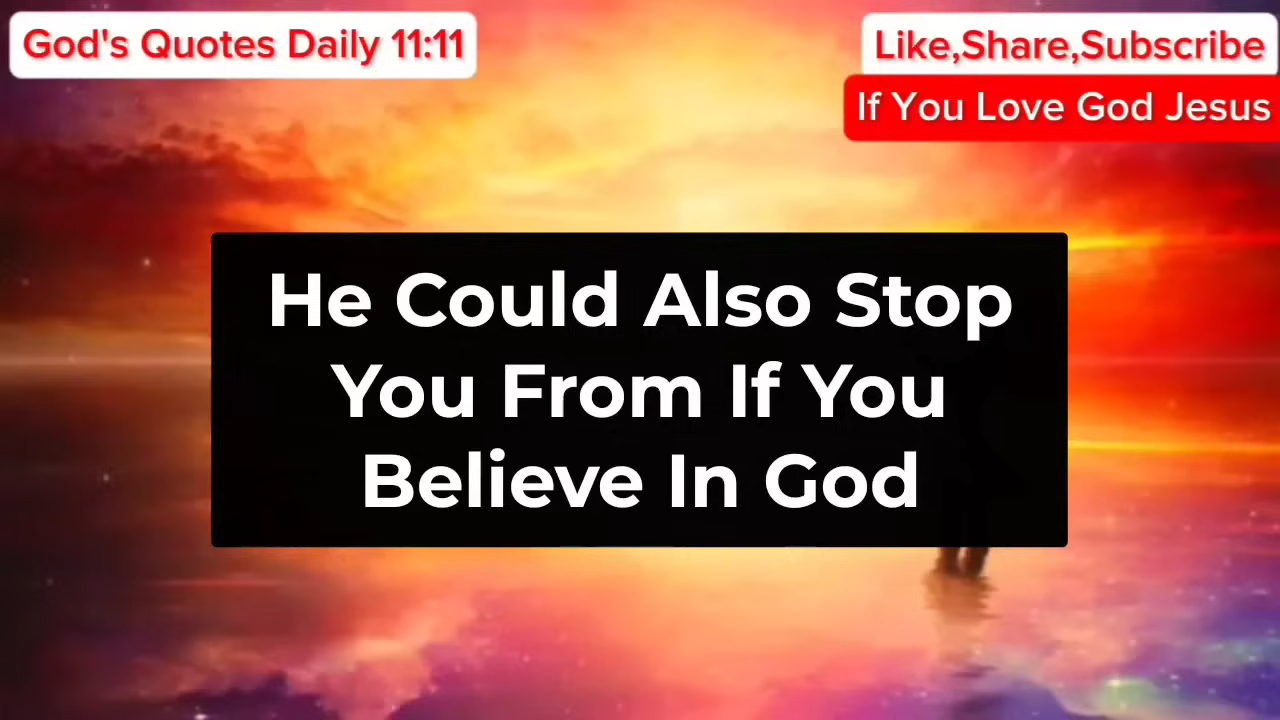 God's Quotes Daily 11:11
Like,Share,Subscribe
If You Love God Jesus
He Could Also Stop
You From If You
Believe In God